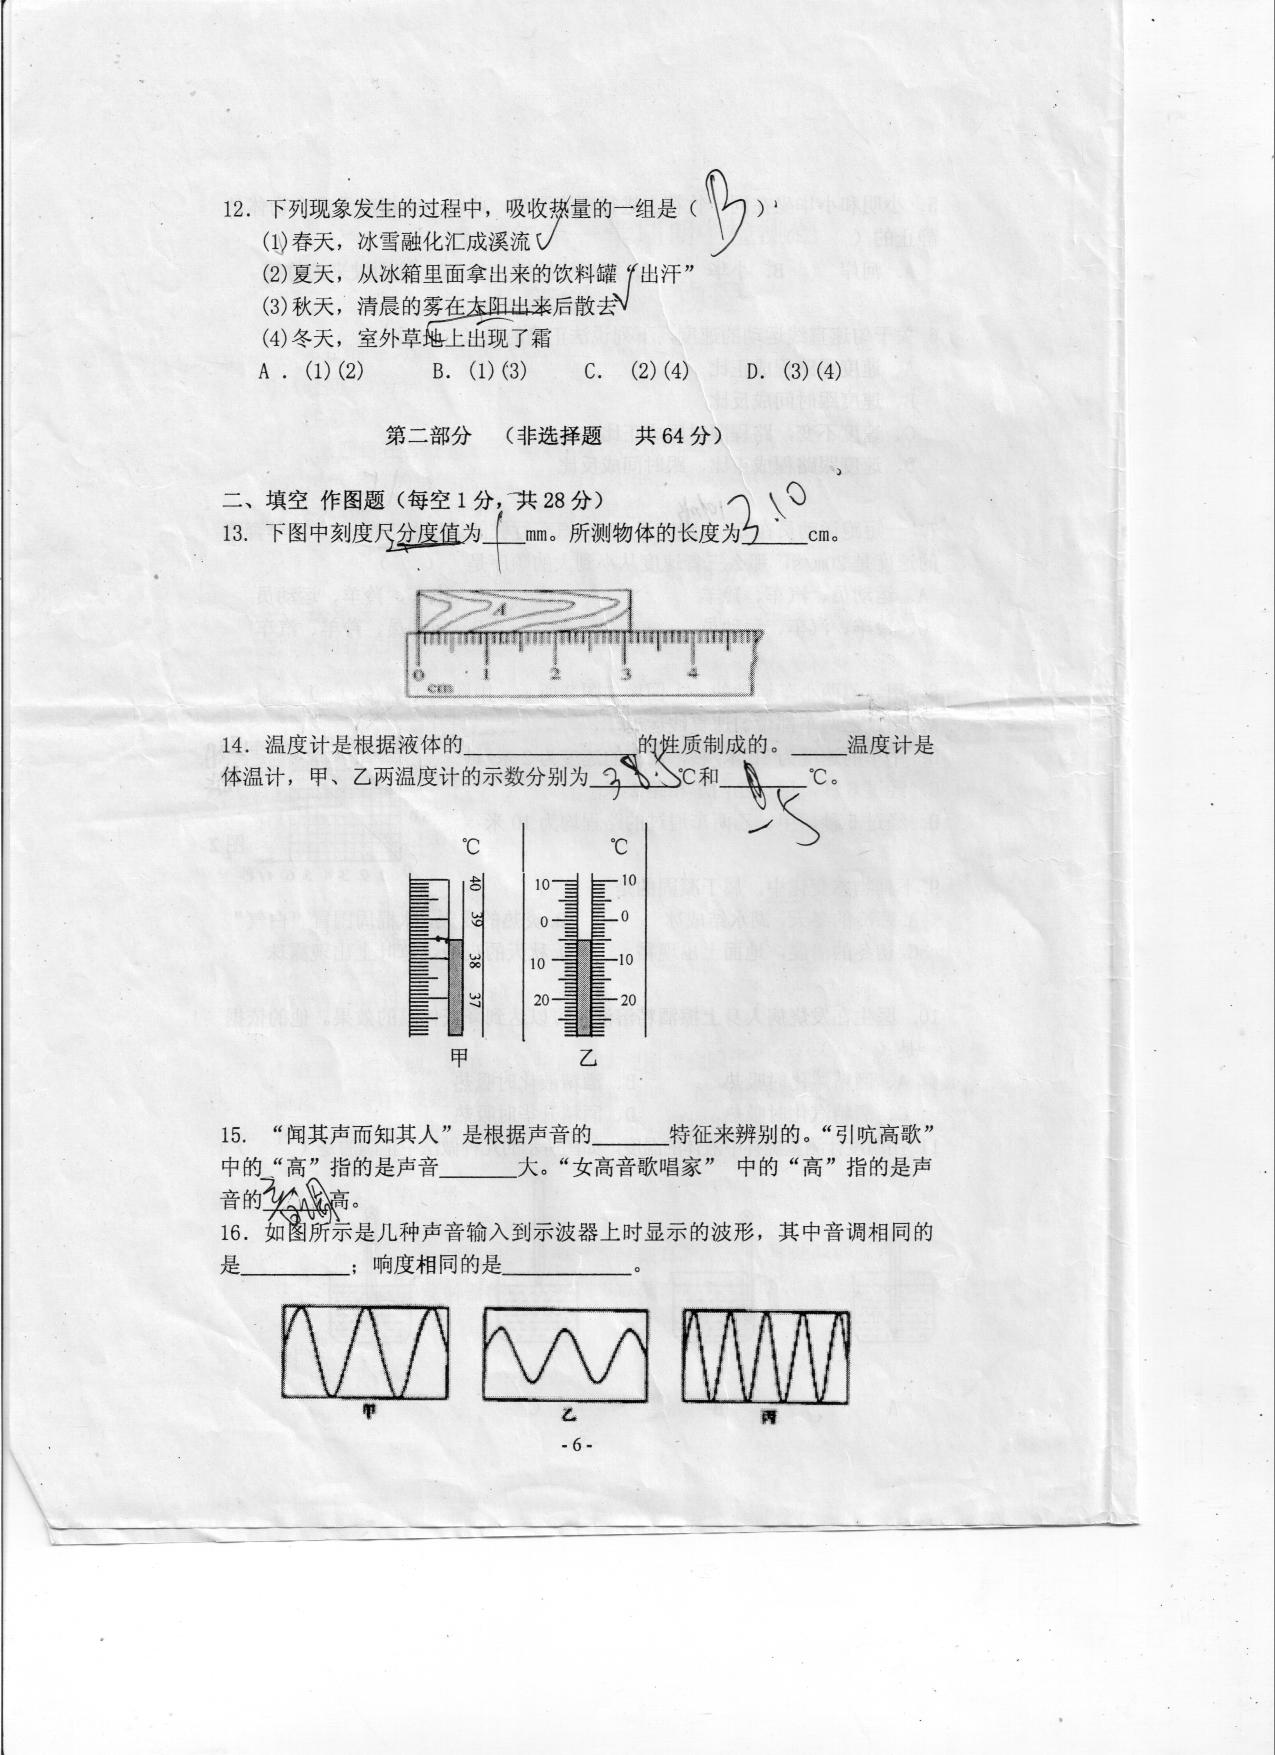 12. 下列现象发生的过程中，吸收热量的一组是（ B ）
(1)春天，冰雪融化汇成溪流
(2)夏天，从冰箱里面拿出来的饮料罐“出汗”
(3)秋天，清晨的雾在太阳出来后散去
(4)冬天，室外草地上出现了霜
A ．(1)(2)  B．(1)(3)  C． (2)(4)  D．(3)(4)
第二部分 （非选择题 共64分）
二、填空 作图题（每空1分，共28分）
13. 下图中刻度尺分度值为 1 mm。所测物体的长度为 3.10 cm。
A
0 1 2 3 4
cm
14. 温度计是根据液体的________的性质制成的。_____温度计是
体温计，甲、乙两温度计的示数分别为 38.5 ℃和________℃。
-5
℃ ℃
40 39 38 37
10 10
0 0
10 10
20 20
甲 乙
15. “闻其声而知其人”是根据声音的_______特征来辨别的。“引吭高歌”
中的“高”指的是声音_______大。“女高音歌唱家” 中的“高”指的是声
音的 音调 高。
16. 如图所示是几种声音输入到示波器上时显示的波形，其中音调相同的
是__________；响度相同的是____________。
甲 乙 丙
- 6 -